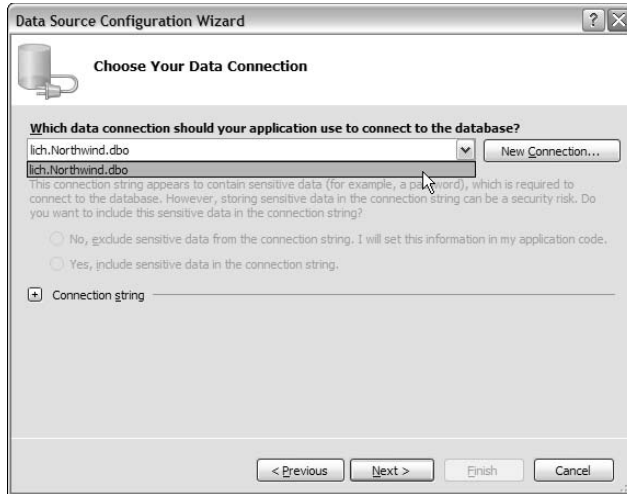 Data Source Configuration Wizard
Choose Your Data Connection
Which data connection should your application use to connect to the database?
lich.Northwind.dbo
New Connection...
lich.Northwind.dbo
This connection string appears to contain sensitive data (for example, a password), which is required to
connect to the database. However, storing sensitive data in the connection string can be a security risk. Do
you want to include this sensitive data in the connection string?
No, exclude sensitive data from the connection string. I will set this information in my application code.
Yes, include sensitive data in the connection string.
Connection string
< Previous
Next >
Finish
Cancel